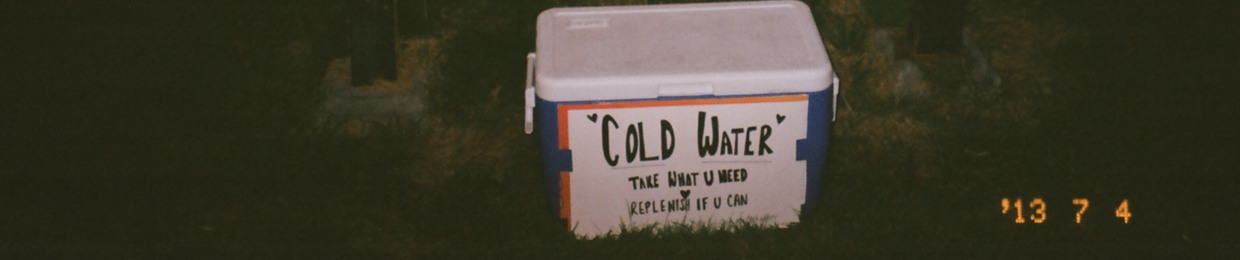 COLD WATER
TAKE WHAT U NEED
REPLENISH IF U CAN
'13 7 4